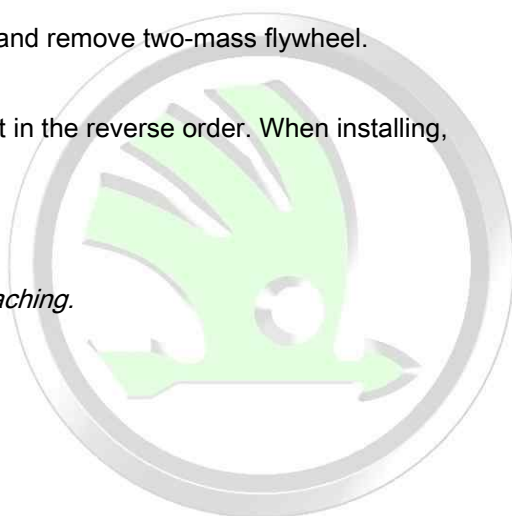 and remove two-mass flywheel.
t in the reverse order. When installing,
aching.